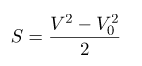 $S = \frac{V^2 - V_0^2}{2}$